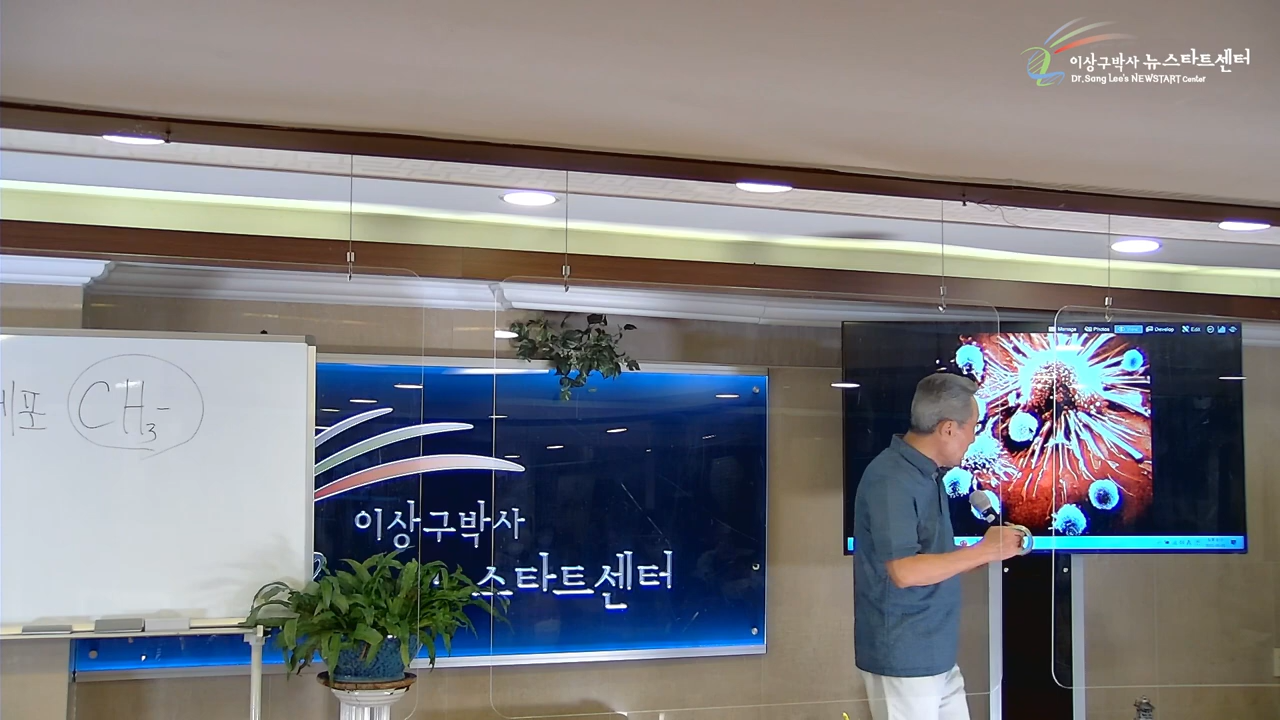 이상구박사 뉴스타트센터
Dr. Sang Lee's NEWSTART Center
Manage Photos View Develop Edit
포 CH₃-
이상구박사
스타트센터